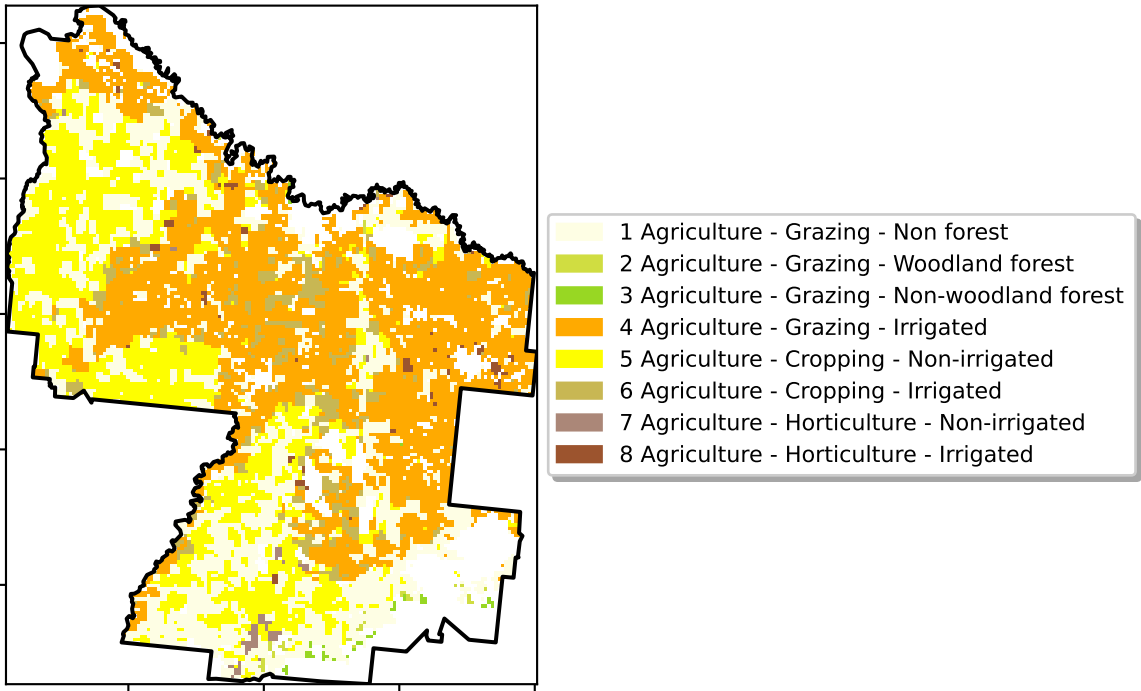 1 Agriculture - Grazing - Non forest
2 Agriculture - Grazing - Woodland forest
3 Agriculture - Grazing - Non-woodland forest
4 Agriculture - Grazing - Irrigated
5 Agriculture - Cropping - Non-irrigated
6 Agriculture - Cropping - Irrigated
7 Agriculture - Horticulture - Non-irrigated
8 Agriculture - Horticulture - Irrigated